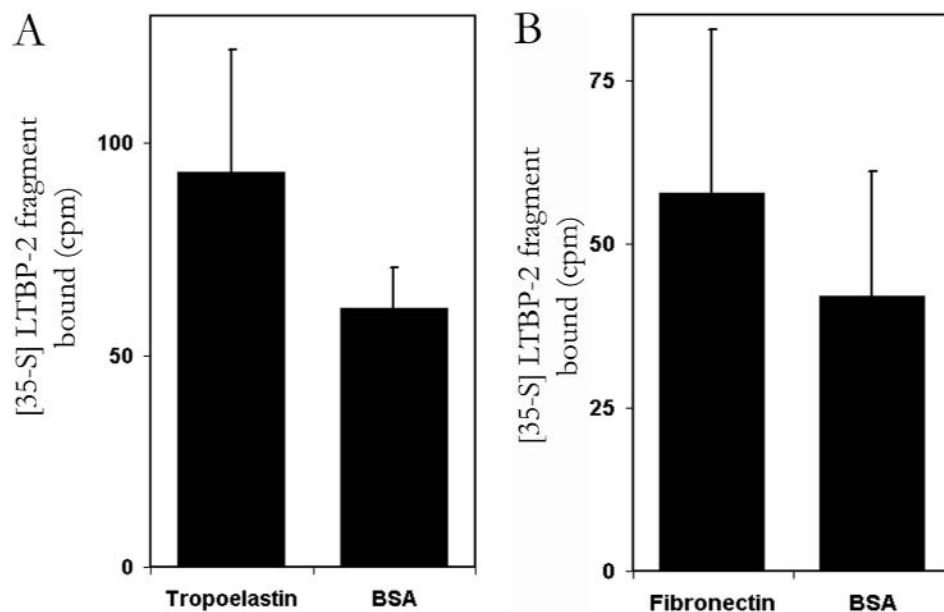 A
[35-S] LTBP-2 fragment
bound (cpm)
100
50
0
Tropoelastin
BSA
B
[35-S] LTBP-2 fragment
bound (cpm)
75
50
25
0
Fibronectin
BSA